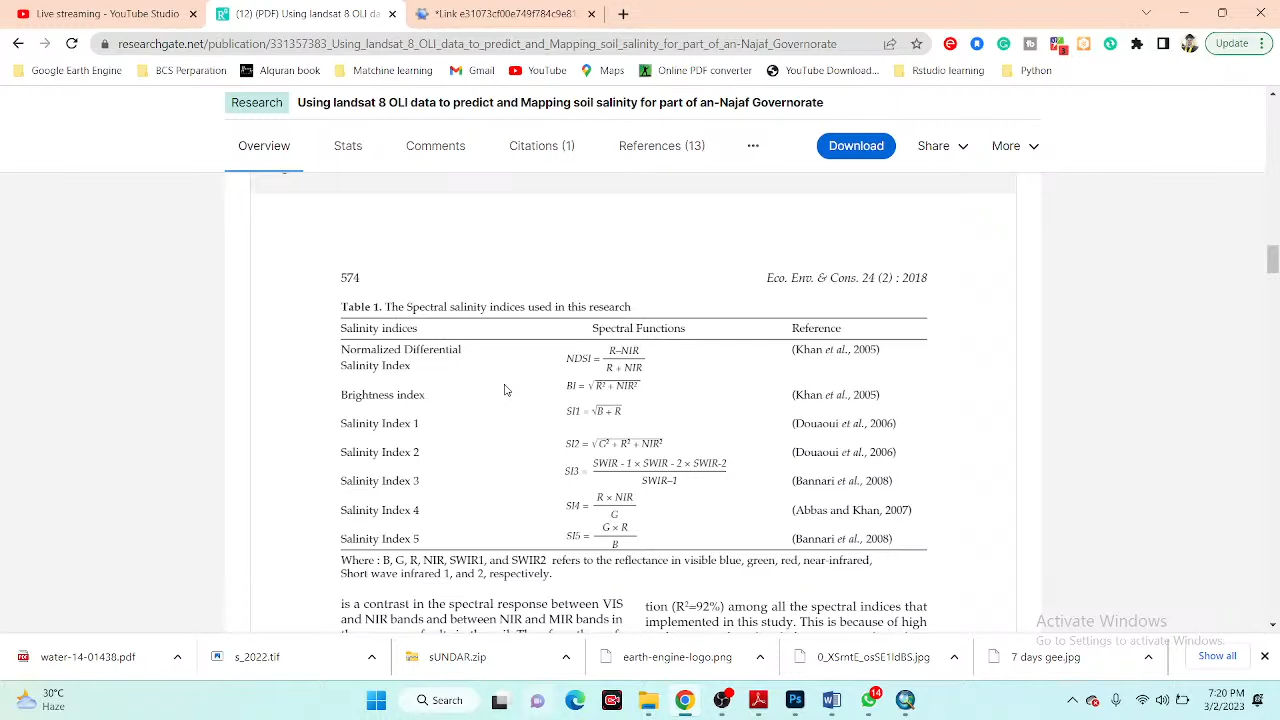 Live streaming - YouTube Studio
(12) (PDF) Using landsat 8 OLI da
*Link e31073cf00e749f784c9e81
researchgate.net/publication/331357383_Using_landsat_8_OLI_data_to_predict_and_Mapping_soil_salinity_for_part_of_an-Najaf_Governorate
Update
Google Earth Engine
BCS Perparation
Alquran book
Matchine learning
Gmail
YouTube
Maps
Online PDF converter
YouTube Download...
Rstudio learning
Python
Research
Using landsat 8 OLI data to predict and Mapping soil salinity for part of an-Najaf Governorate
Overview
Stats
Comments
Citations (1)
References (13)
Download
Share
More
574
Eco. Env. & Cons. 24 (2) : 2018
Table 1. The Spectral salinity indices used in this research
Salinity indices Spectral Functions Reference
Normalized Differential Salinity Index NDSI = R–NIR / R + NIR (Khan et al., 2005)
Brightness index BI = √R² + NIR² (Khan et al., 2005)
Salinity Index 1 SI1 = √B + R (Douaoui et al., 2006)
Salinity Index 2 SI2 = √G² + R² + NIR² (Douaoui et al., 2006)
Salinity Index 3 SI3 = SWIR - 1 × SWIR - 2 × SWIR-2 / SWIR–1 (Bannari et al., 2008)
Salinity Index 4 SI4 = R × NIR / G (Abbas and Khan, 2007)
Salinity Index 5 SI5 = G × R / B (Bannari et al., 2008)
Where : B, G, R, NIR, SWIR1, and SWIR2 refers to the reflectance in visible blue, green, red, near-infrared,
Short wave infrared 1, and 2, respectively.
is a contrast in the spectral response between VIS
and NIR bands and between NIR and MIR bands in
tion (R²=92%) among all the spectral indices that
implemented in this study. This is because of high
Activate Windows
Go to Settings to activate Windows.
water-14-01438.pdf
s_2022.tif
sUNDAR.zip
earth-engine-logo.png
0_XSrntE_osSE1IdBS.jpg
7 days gee.jpg
Show all
30°C
Haze
Search
14
7:20 PM
3/2/2023